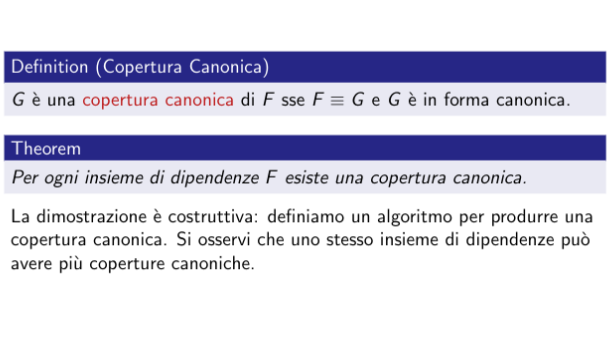 Definition (Copertura Canonica)
G è una copertura canonica di F sse F ≡ G e G è in forma canonica.
Theorem
Per ogni insieme di dipendenze F esiste una copertura canonica.
La dimostrazione è costruttiva: definiamo un algoritmo per produrre una
copertura canonica. Si osservi che uno stesso insieme di dipendenze può
avere più coperture canoniche.